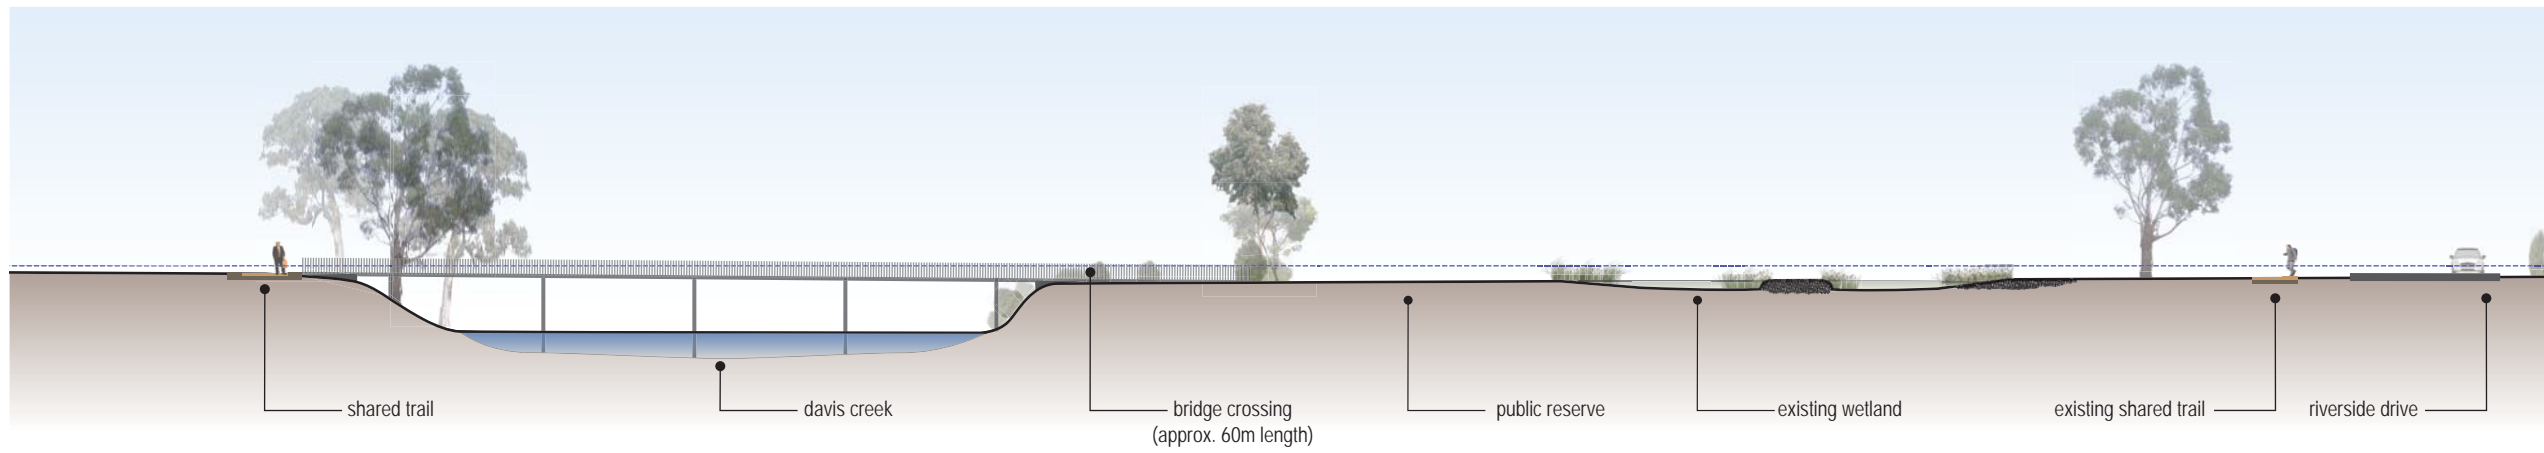 shared trail
davis creek
bridge crossing
(approx. 60m length)
public reserve
existing wetland
existing shared trail
riverside drive